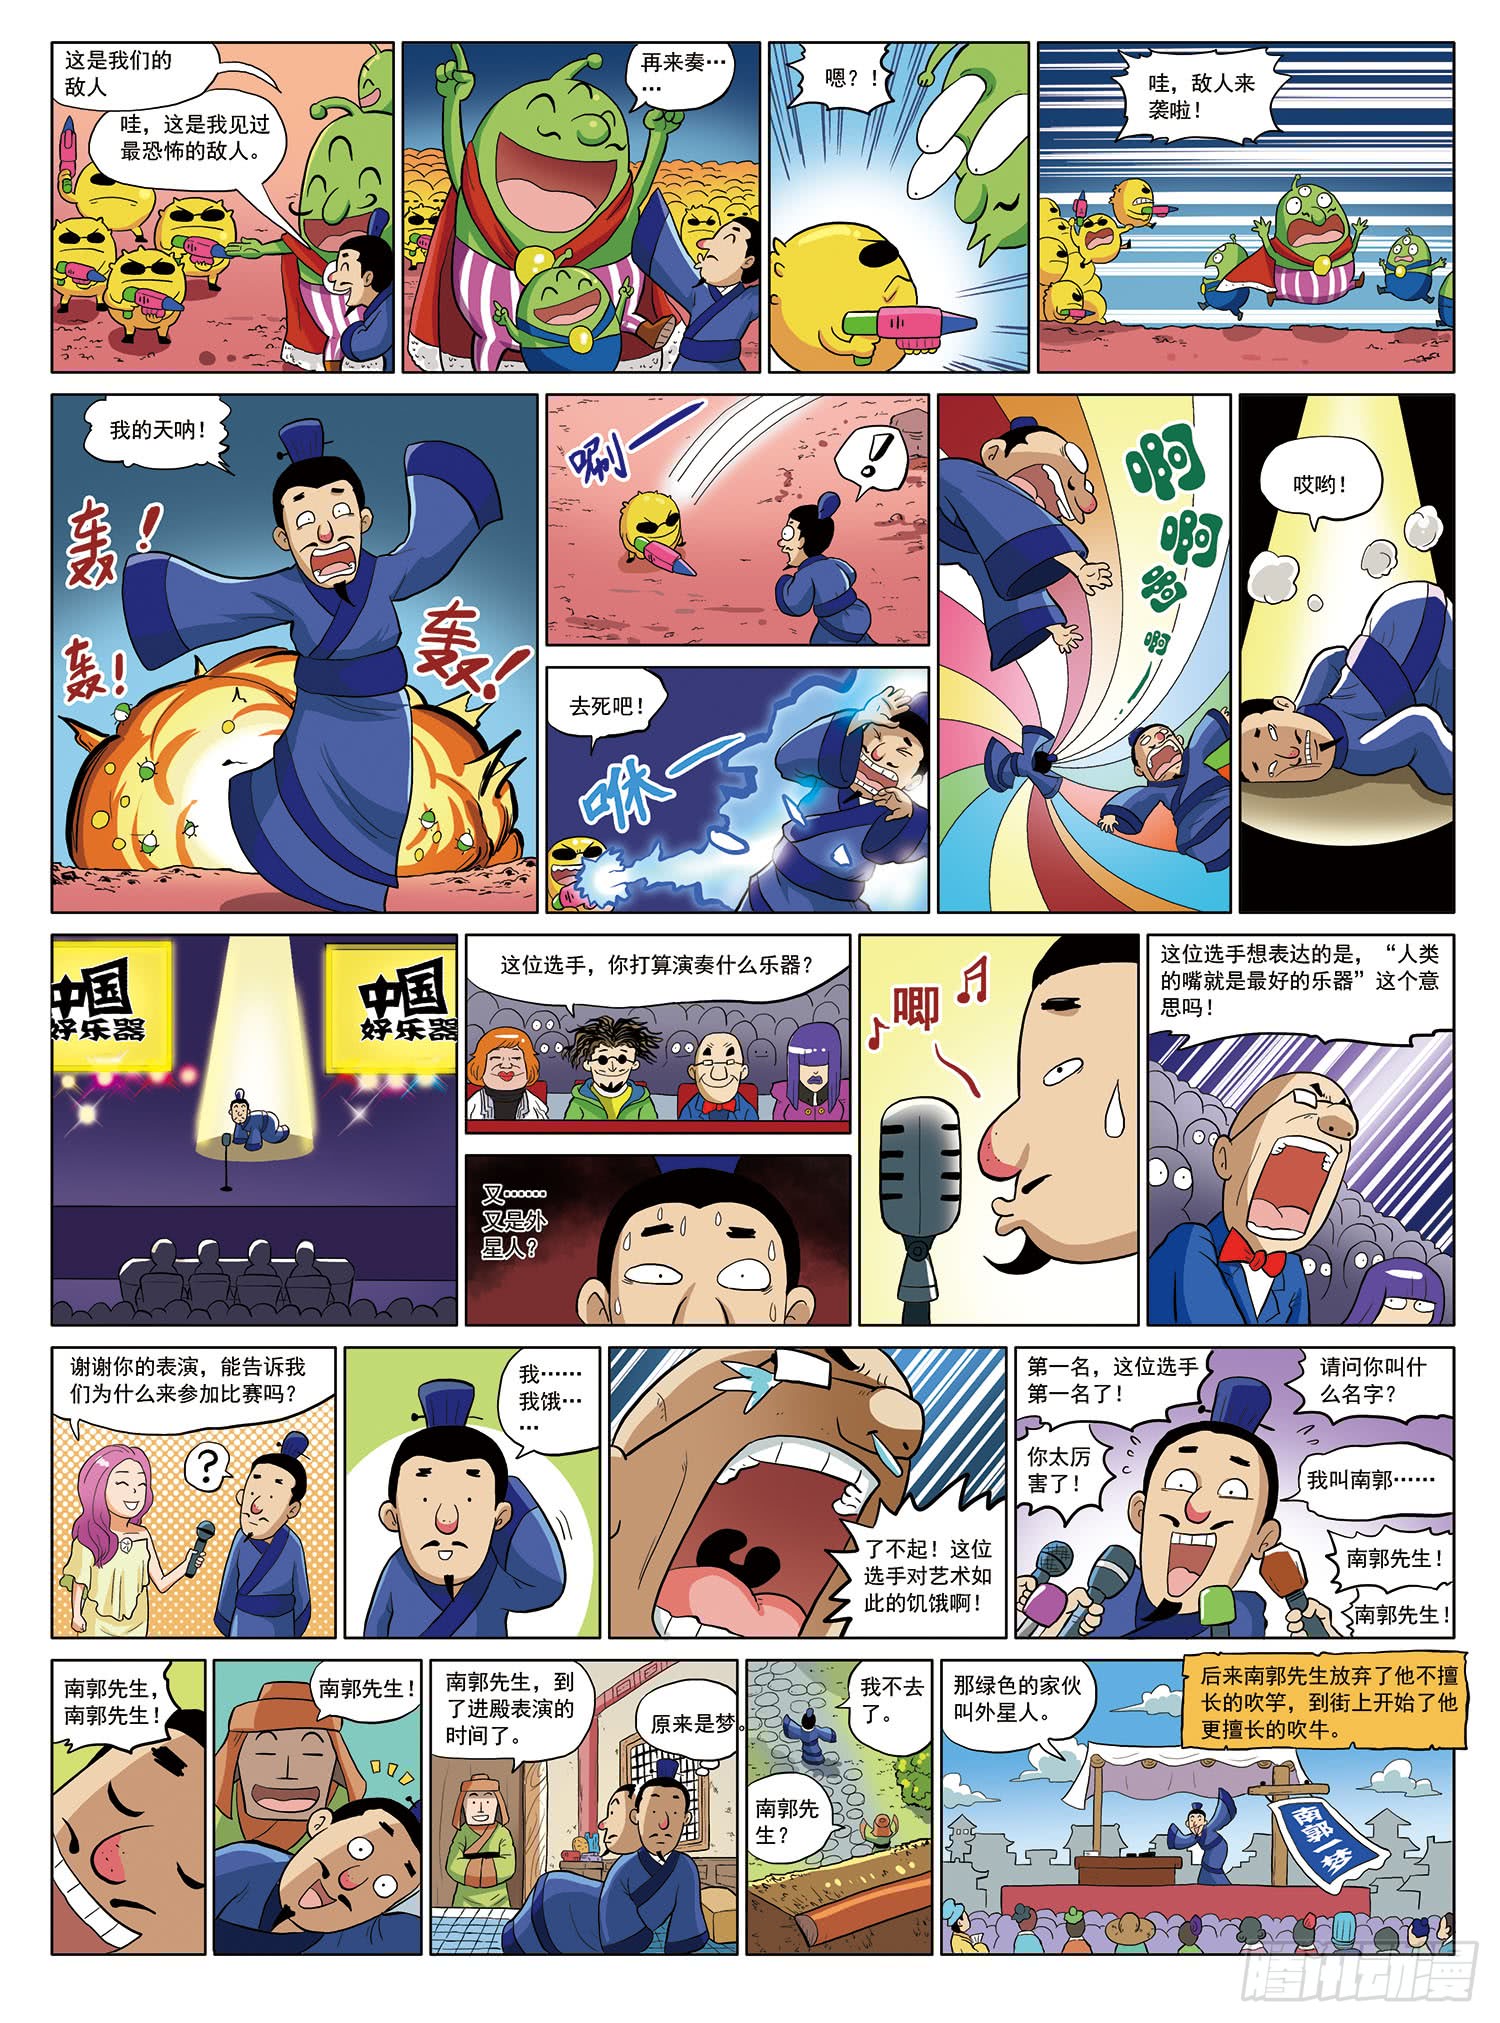 这是我们的
敌人
哇，这是我见过
最恐怖的敌人。
再来奏……
……
嗯？！
哇，敌人来
袭啦！
我的天呐！
轰！
轰！
轰！
唰一
！
去死吧！
咻一
啊
啊
啊
啊一
哎哟！
中国
好乐器
中国
好乐器
这位选手，你打算演奏什么乐器？
又……
又是外
星人？
唧
这位选手想表达的是，“人类
的嘴就是最好的乐器”这个意
思吗！
谢谢你的表演，能告诉我
们为什么来参加比赛吗？
？
我……
我饿……
……
了不起！这位
选手对艺术如
此的饥饿啊！
第一名，这位选手
第一名了！
请问你叫什
么名字？
你太厉
害了！
我叫南郭……
南郭先生！
南郭先生！
南郭先生，
南郭先生！
南郭先生！
南郭先生，到
了进殿表演的
时间了。
原来是梦。
我不去
了。
南郭先
生？
那绿色的家伙
叫外星人。
后来南郭先生放弃了他不擅
长的吹竽，到街上开始了他
更擅长的吹牛。
南郭一梦
腾讯动漫